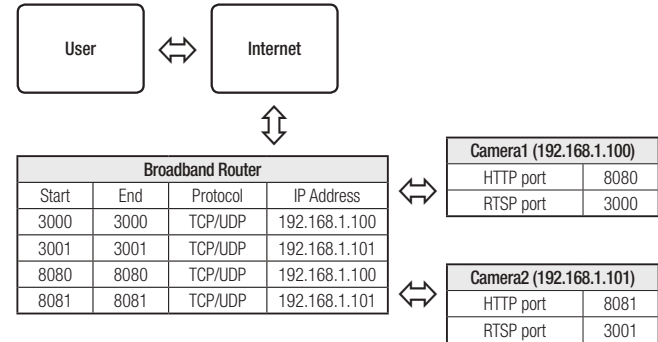 User
Internet
Broadband Router
Start End Protocol IP Address
3000 3000 TCP/UDP 192.168.1.100
3001 3001 TCP/UDP 192.168.1.101
8080 8080 TCP/UDP 192.168.1.100
8081 8081 TCP/UDP 192.168.1.101
Camera1 (192.168.1.100)
HTTP port 8080
RTSP port 3000
Camera2 (192.168.1.101)
HTTP port 8081
RTSP port 3001